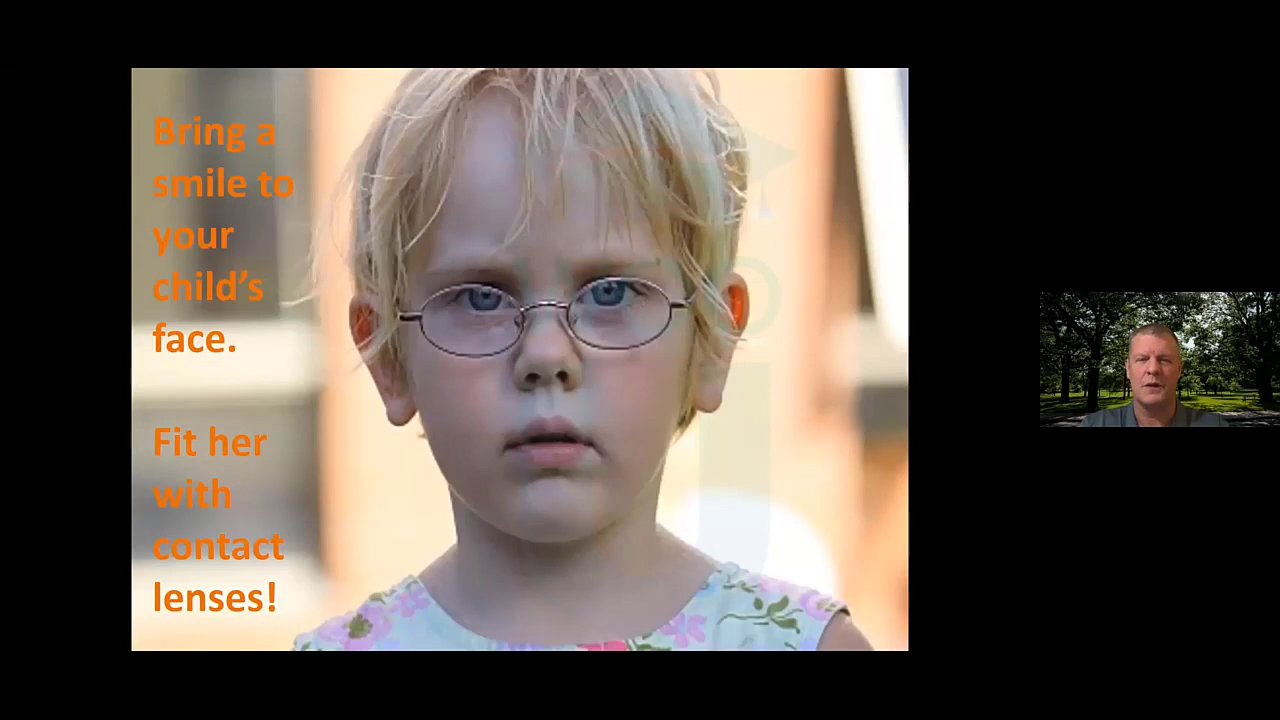 Bring a
smile to
your
child’s
face.
Fit her
with
contact
lenses!